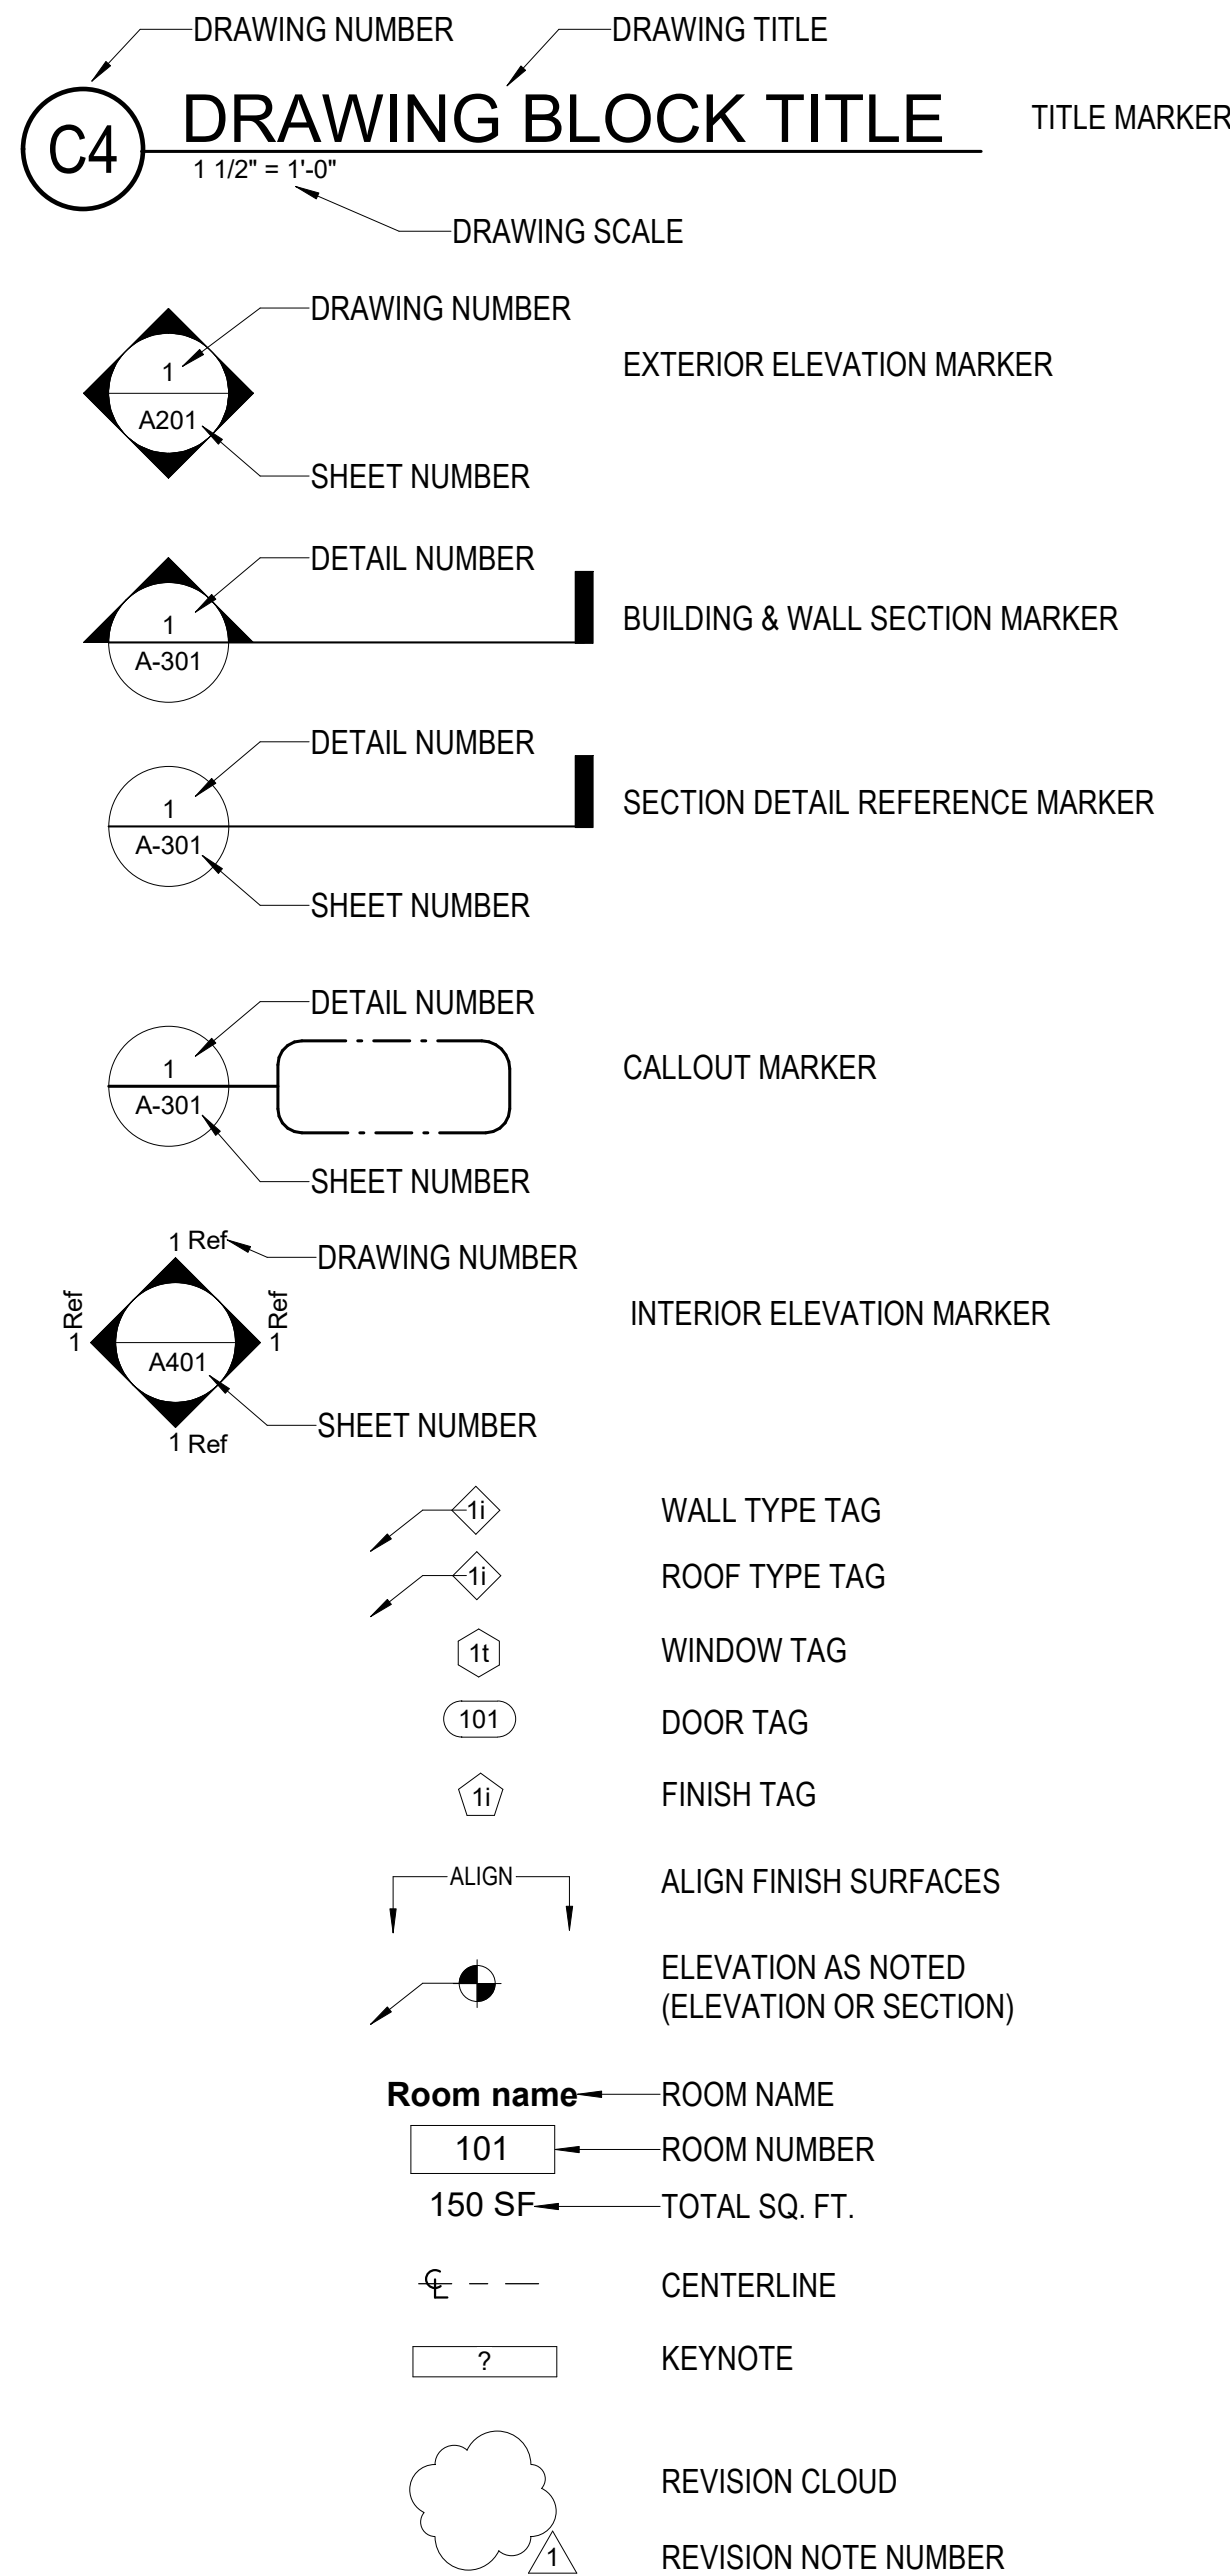 DRAWING NUMBER
DRAWING TITLE
C4
DRAWING BLOCK TITLE
TITLE MARKER
1 1/2" = 1'-0"
DRAWING SCALE
DRAWING NUMBER
1
A201
EXTERIOR ELEVATION MARKER
SHEET NUMBER
DETAIL NUMBER
1
A-301
BUILDING & WALL SECTION MARKER
DETAIL NUMBER
1
A-301
SECTION DETAIL REFERENCE MARKER
SHEET NUMBER
DETAIL NUMBER
1
A-301
CALLOUT MARKER
SHEET NUMBER
1 Ref
DRAWING NUMBER
1 Ref
1 Ref
A401
INTERIOR ELEVATION MARKER
SHEET NUMBER
1 Ref
1i
WALL TYPE TAG
1i
ROOF TYPE TAG
1t
WINDOW TAG
101
DOOR TAG
1i
FINISH TAG
ALIGN
ALIGN FINISH SURFACES
ELEVATION AS NOTED
(ELEVATION OR SECTION)
Room name
ROOM NAME
101
ROOM NUMBER
150 SF
TOTAL SQ. FT.
℄
CENTERLINE
?
KEYNOTE
REVISION CLOUD
1
REVISION NOTE NUMBER